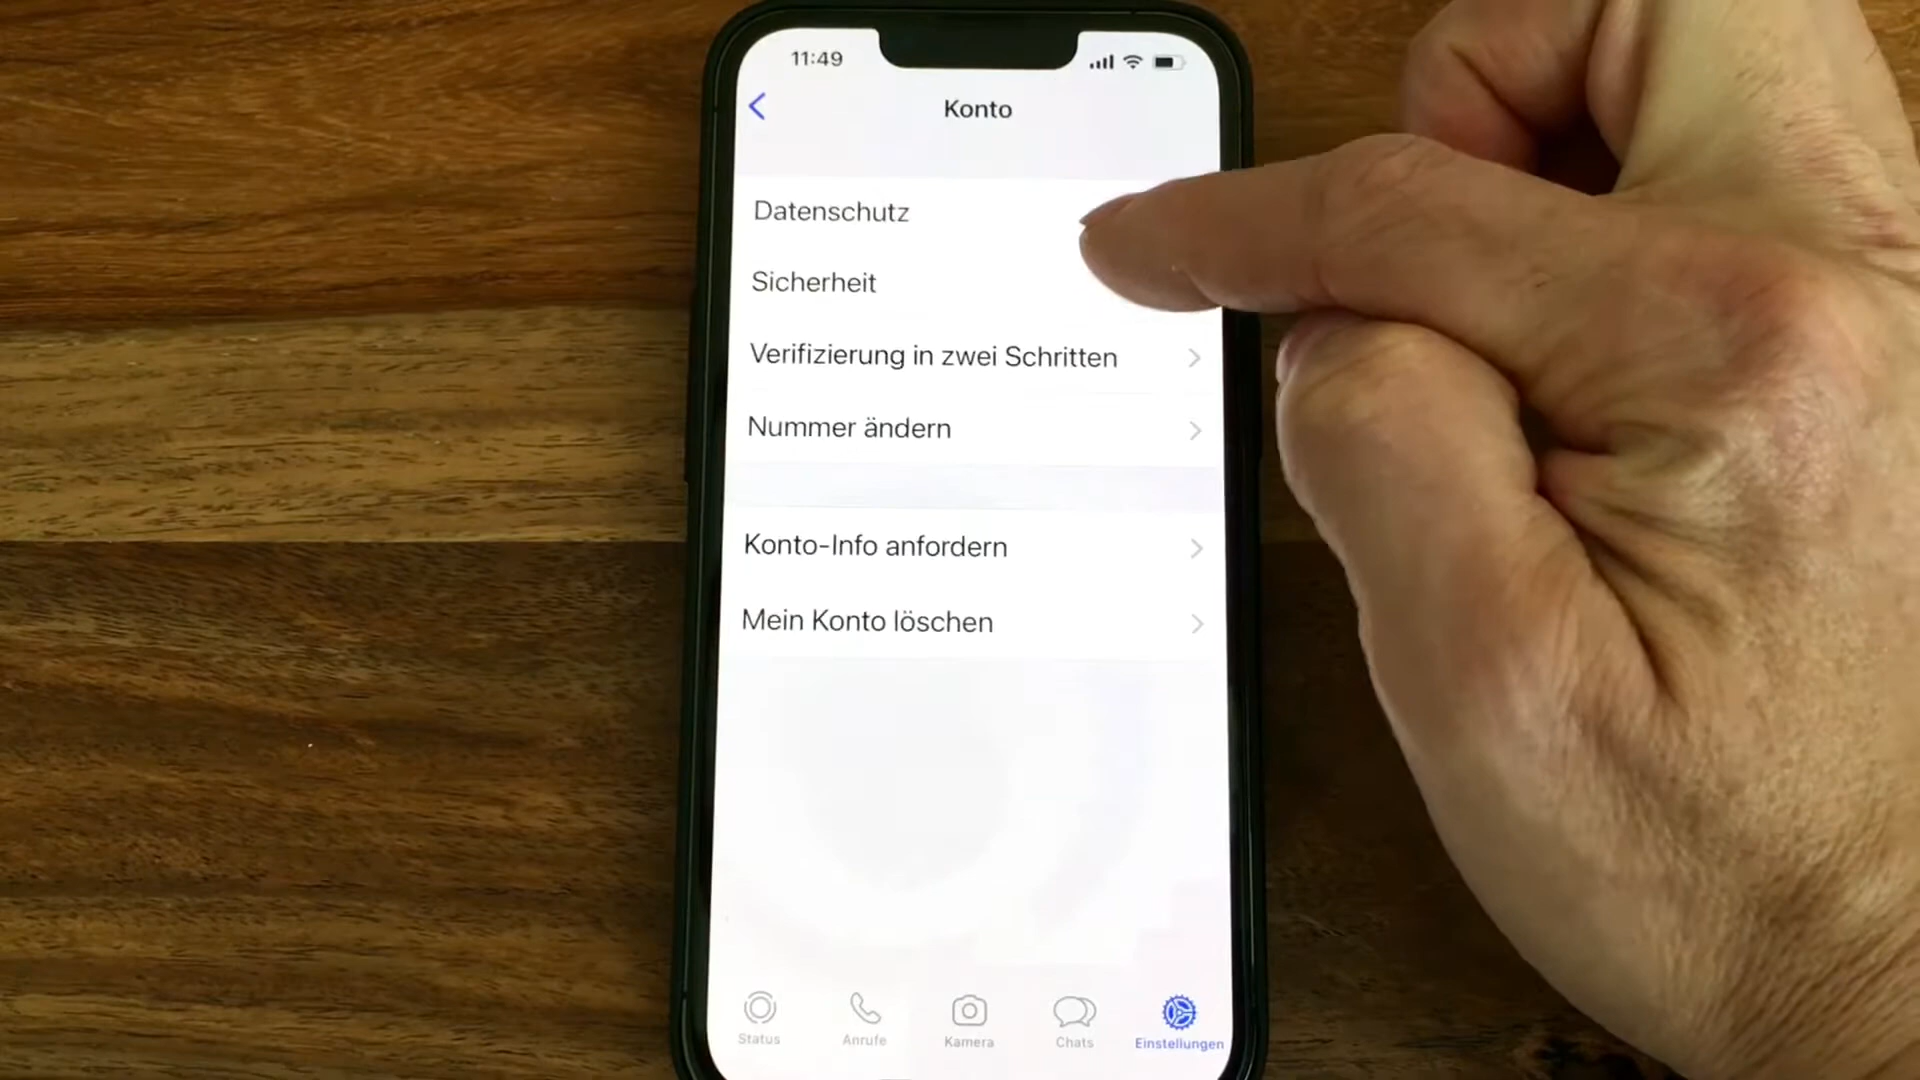 11:49
Konto
Datenschutz
Sicherheit
Verifizierung in zwei Schritten
Nummer ändern
Konto-Info anfordern
Mein Konto löschen
Status
Anrufe
Kamera
Chats
Einstellungen